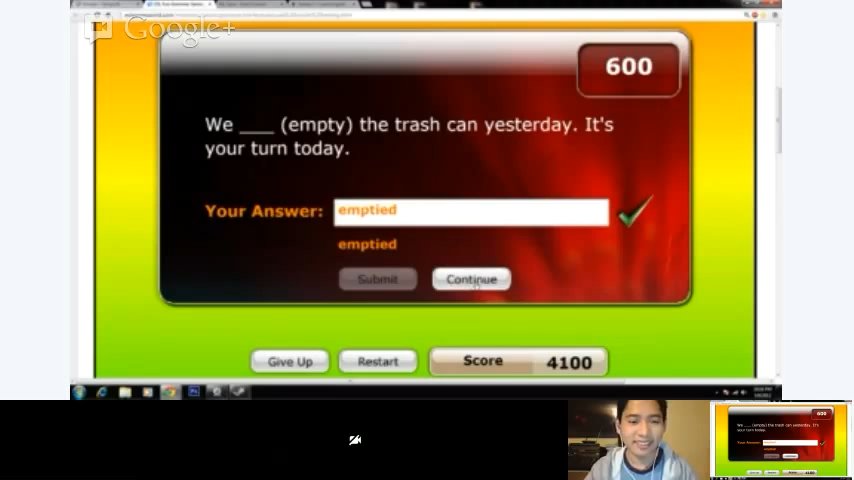 Google+
600
We ___ (empty) the trash can yesterday. It's
your turn today.
Your Answer: emptied
emptied
Submit Continue
Give Up Restart Score 4100
600